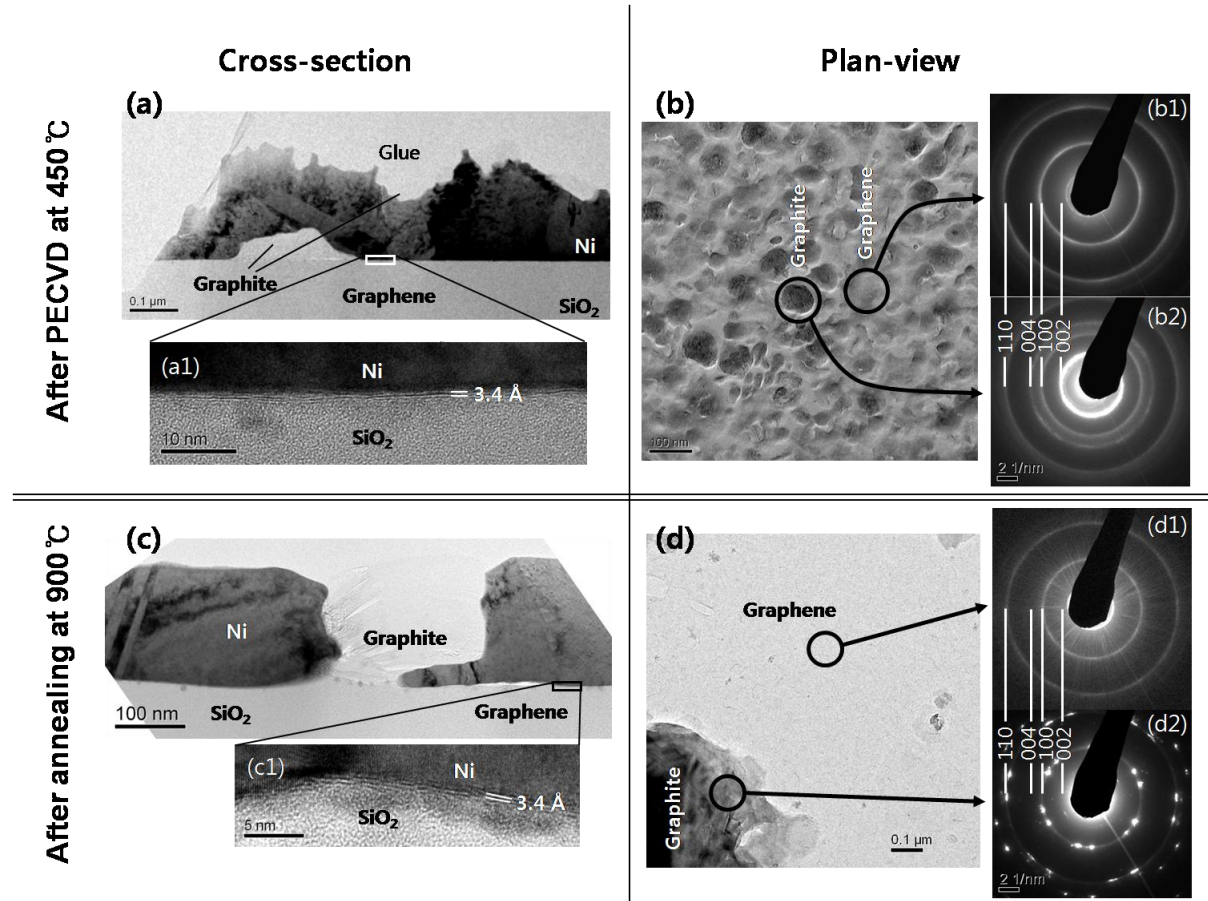 Cross-section
Plan-view
After PECVD at 450℃
(a)
Glue
Ni
Graphite
Graphene
SiO₂
0.1 µm
(a1)
Ni
3.4 Å
SiO₂
10 nm
(b)
Graphite
Graphene
100 nm
(b1)
110
004
100
002
(b2)
2 1/nm
After annealing at 900℃
(c)
Ni
Graphite
SiO₂
Graphene
100 nm
(c1)
Ni
3.4 Å
SiO₂
5 nm
(d)
Graphene
Graphite
0.1 µm
(d1)
110
004
100
002
(d2)
2 1/nm